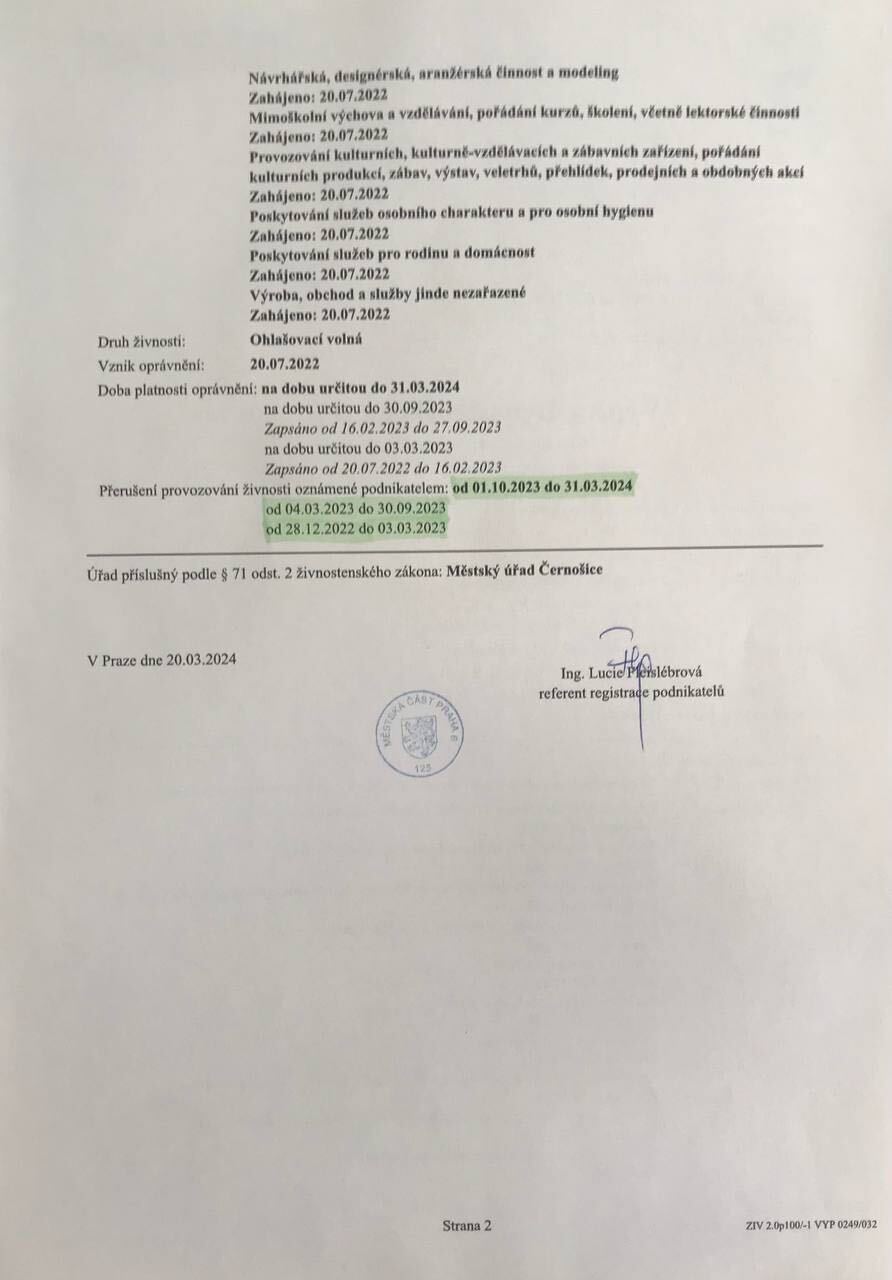 Návrhářská, designérská, aranžérská činnost a modeling
Zahájeno: 20.07.2022
Mimoškolní výchova a vzdělávání, pořádání kurzů, školení, včetně lektorské činnosti
Zahájeno: 20.07.2022
Provozování kulturních, kulturně-vzdělávacích a zábavních zařízení, pořádání
kulturních produkcí, zábav, výstav, veletrhů, přehlídek, prodejních a obdobných akcí
Zahájeno: 20.07.2022
Poskytování služeb osobního charakteru a pro osobní hygienu
Zahájeno: 20.07.2022
Poskytování služeb pro rodinu a domácnost
Zahájeno: 20.07.2022
Výroba, obchod a služby jinde nezařazené
Zahájeno: 20.07.2022
Druh živnosti: Ohlašovací volná
Vznik oprávnění: 20.07.2022
Doba platnosti oprávnění: na dobu určitou do 31.03.2024
na dobu určitou do 30.09.2023
Zapsáno od 16.02.2023 do 27.09.2023
na dobu určitou do 03.03.2023
Zapsáno od 20.07.2022 do 16.02.2023
Přerušení provozování živnosti oznámené podnikatelem: od 01.10.2023 do 31.03.2024
od 04.03.2023 do 30.09.2023
od 28.12.2022 do 03.03.2023
Úřad příslušný podle § 71 odst. 2 živnostenského zákona: Městský úřad Černošice
V Praze dne 20.03.2024
Ing. Lucie
referent registrace podnikatelů
MĚSTSKÁ ČÁST PRAHA 6
125
Strana 2
ZIV 2.0p100/-1 VYP 0249/032